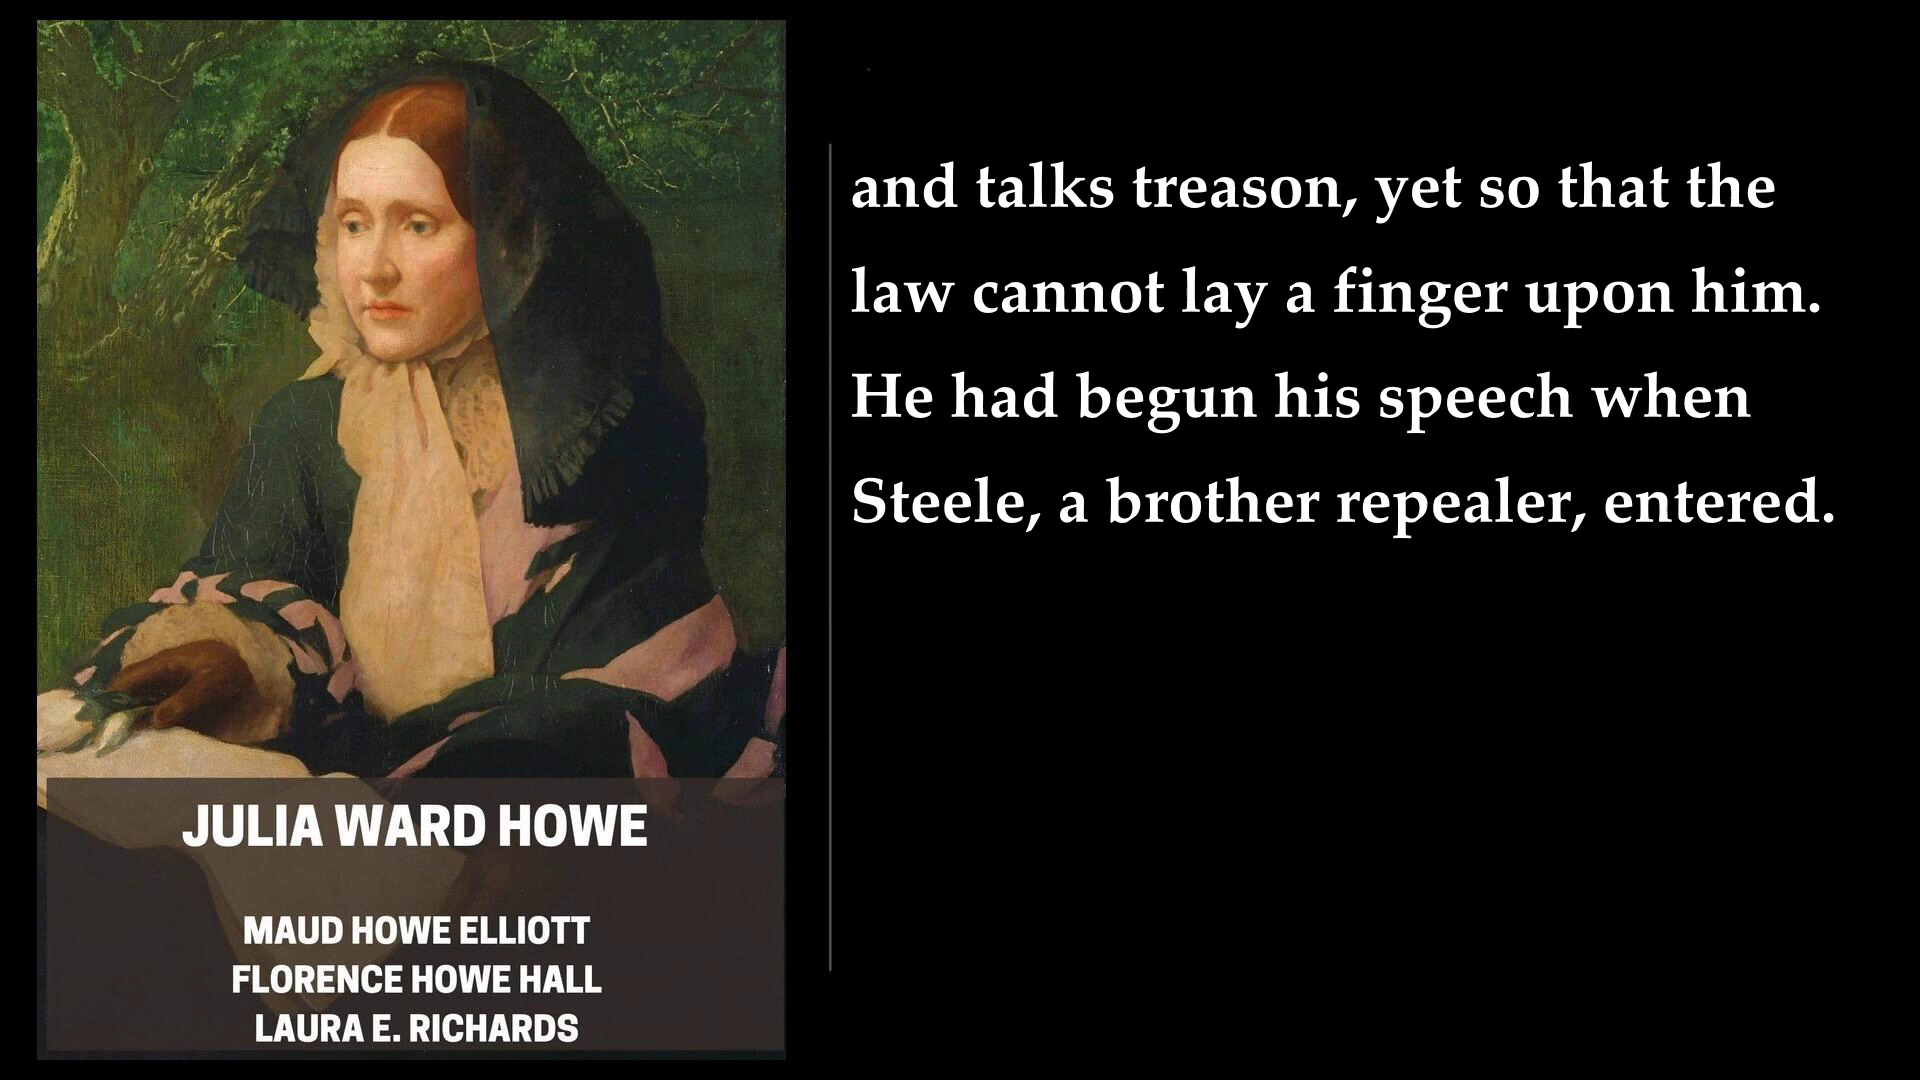 JULIA WARD HOWE
MAUD HOWE ELLIOTT
FLORENCE HOWE HALL
LAURA E. RICHARDS
and talks treason, yet so that the
law cannot lay a finger upon him.
He had begun his speech when
Steele, a brother repealer, entered.